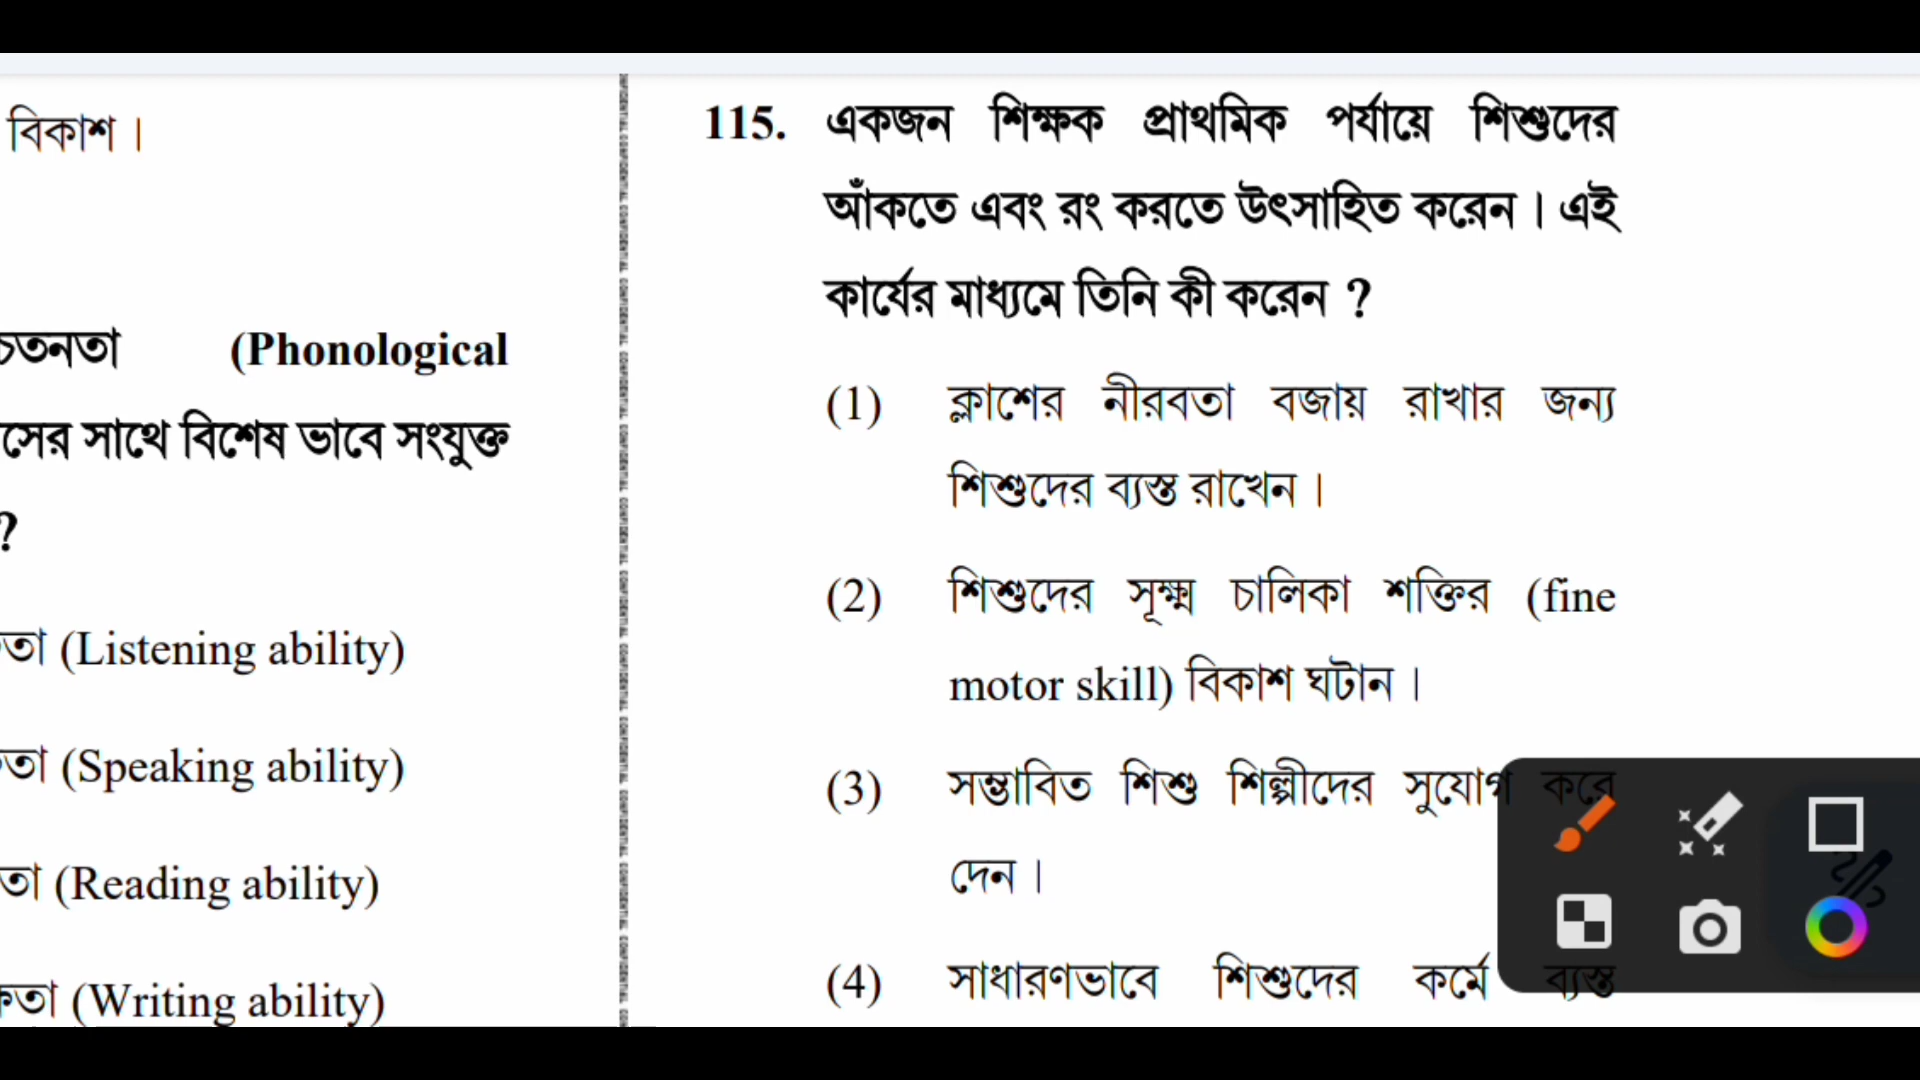 বিকাশ ।
(Phonological
সাথে বিশেষ ভাবে সংযুক্ত
?
(Listening ability)
(Speaking ability)
(Reading ability)
(Writing ability)
115. একজন শিক্ষক প্রাথমিক পর্যায়ে শিশুদের
আঁকতে এবং রং করতে উৎসাহিত করেন । এই
কার্যের মাধ্যমে তিনি কী করেন ?
(1) ক্লাশের নীরবতা বজায় রাখার জন্য
শিশুদের ব্যস্ত রাখেন ।
(2) শিশুদের সূক্ষ্ম চালিকা শক্তির (fine
motor skill) বিকাশ ঘটান ।
(3) সম্ভাবিত শিশু শিল্পীদের সুযোগ করে
দেন ।
(4) সাধারণভাবে শিশুদের কর্মে ব্যস্ত